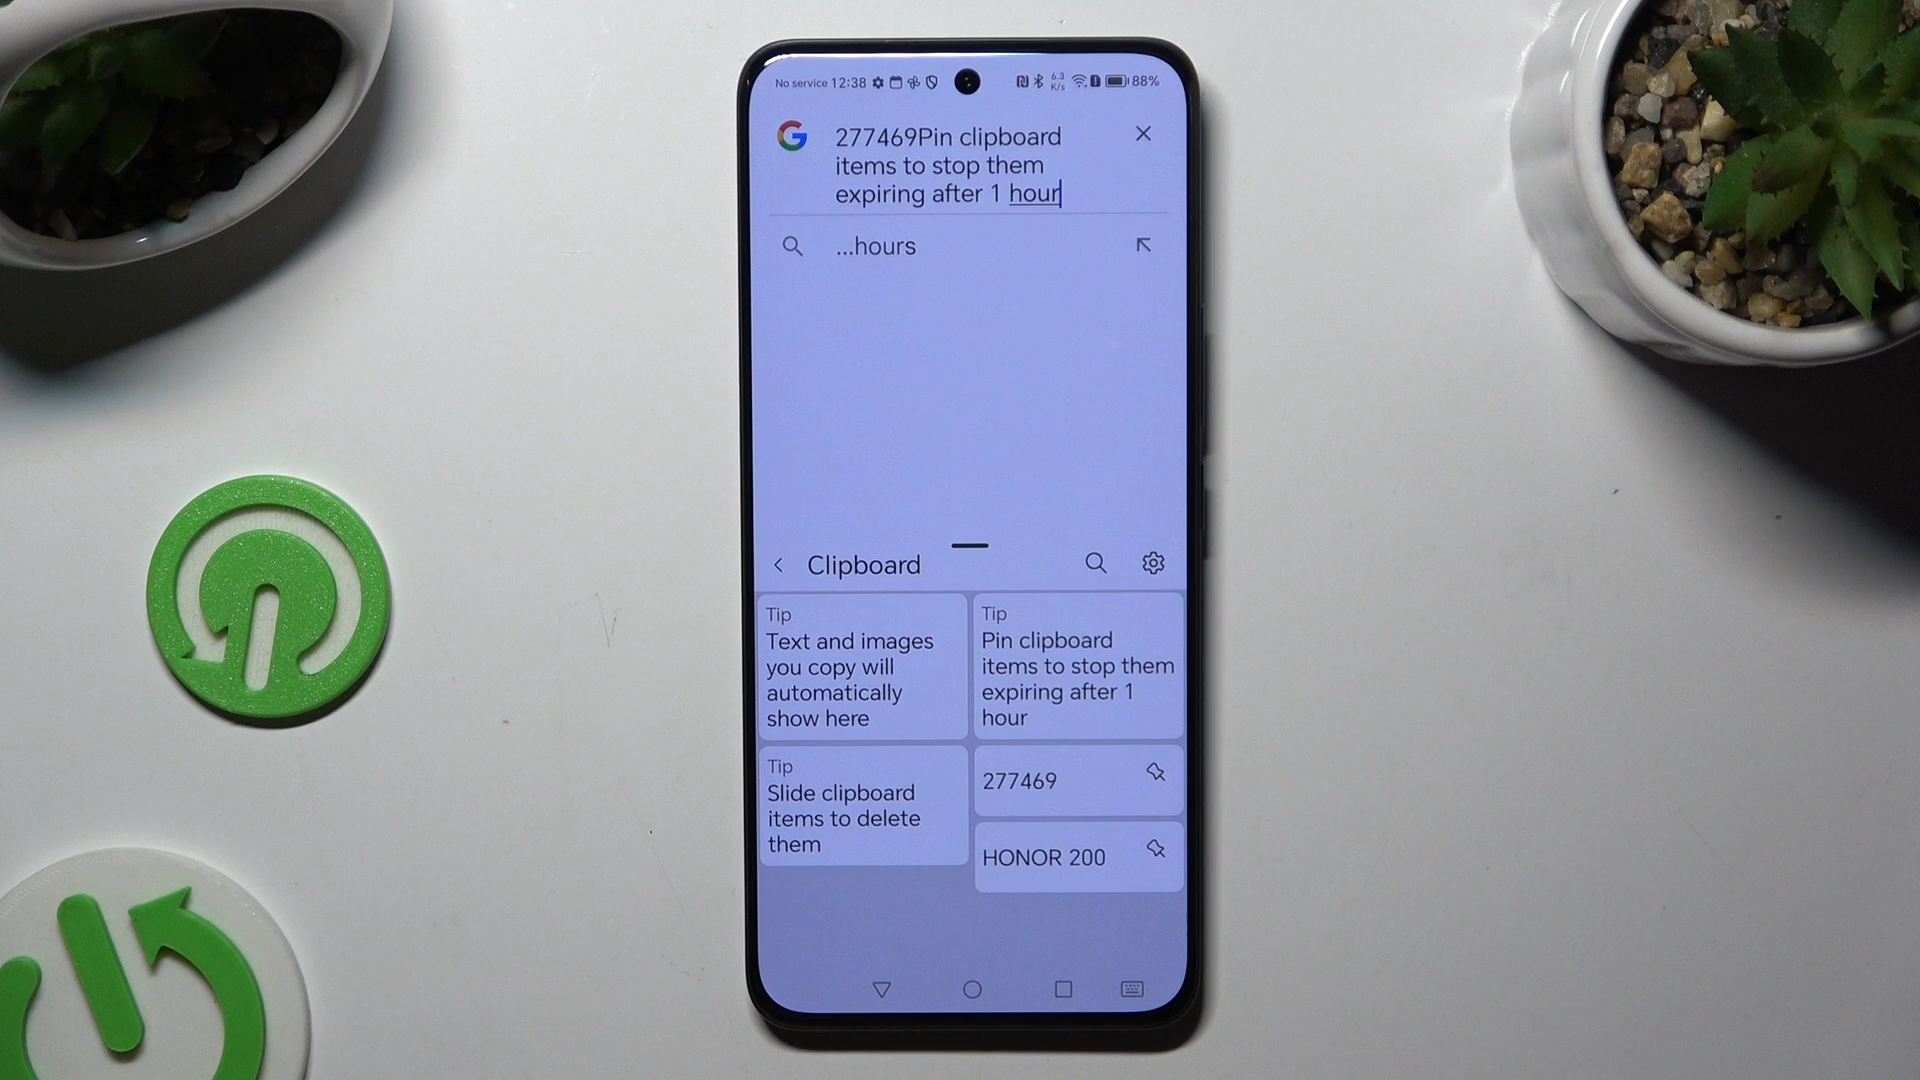 No service 12:38
6.3
K/s
88%
277469Pin clipboard
items to stop them
expiring after 1 hour
...hours
Clipboard
Tip
Text and images
you copy will
automatically
show here
Tip
Pin clipboard
items to stop them
expiring after 1
hour
Tip
Slide clipboard
items to delete
them
277469
HONOR 200